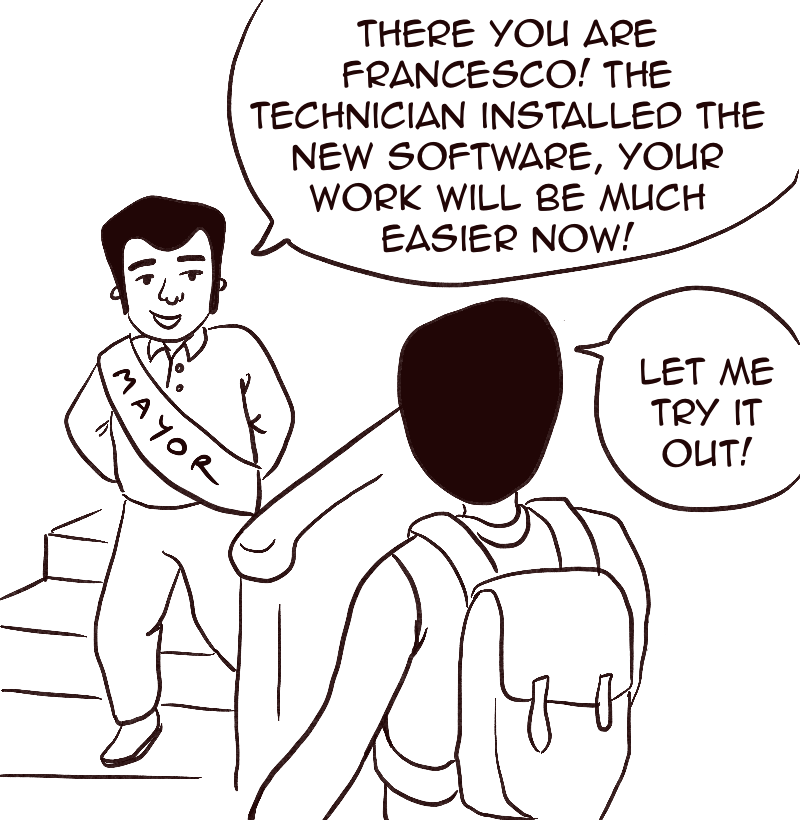 THERE YOU ARE
FRANCESCO! THE
TECHNICIAN INSTALLED THE
NEW SOFTWARE, YOUR
WORK WILL BE MUCH
EASIER NOW!
LET ME
TRY IT
OUT!
MAYOR